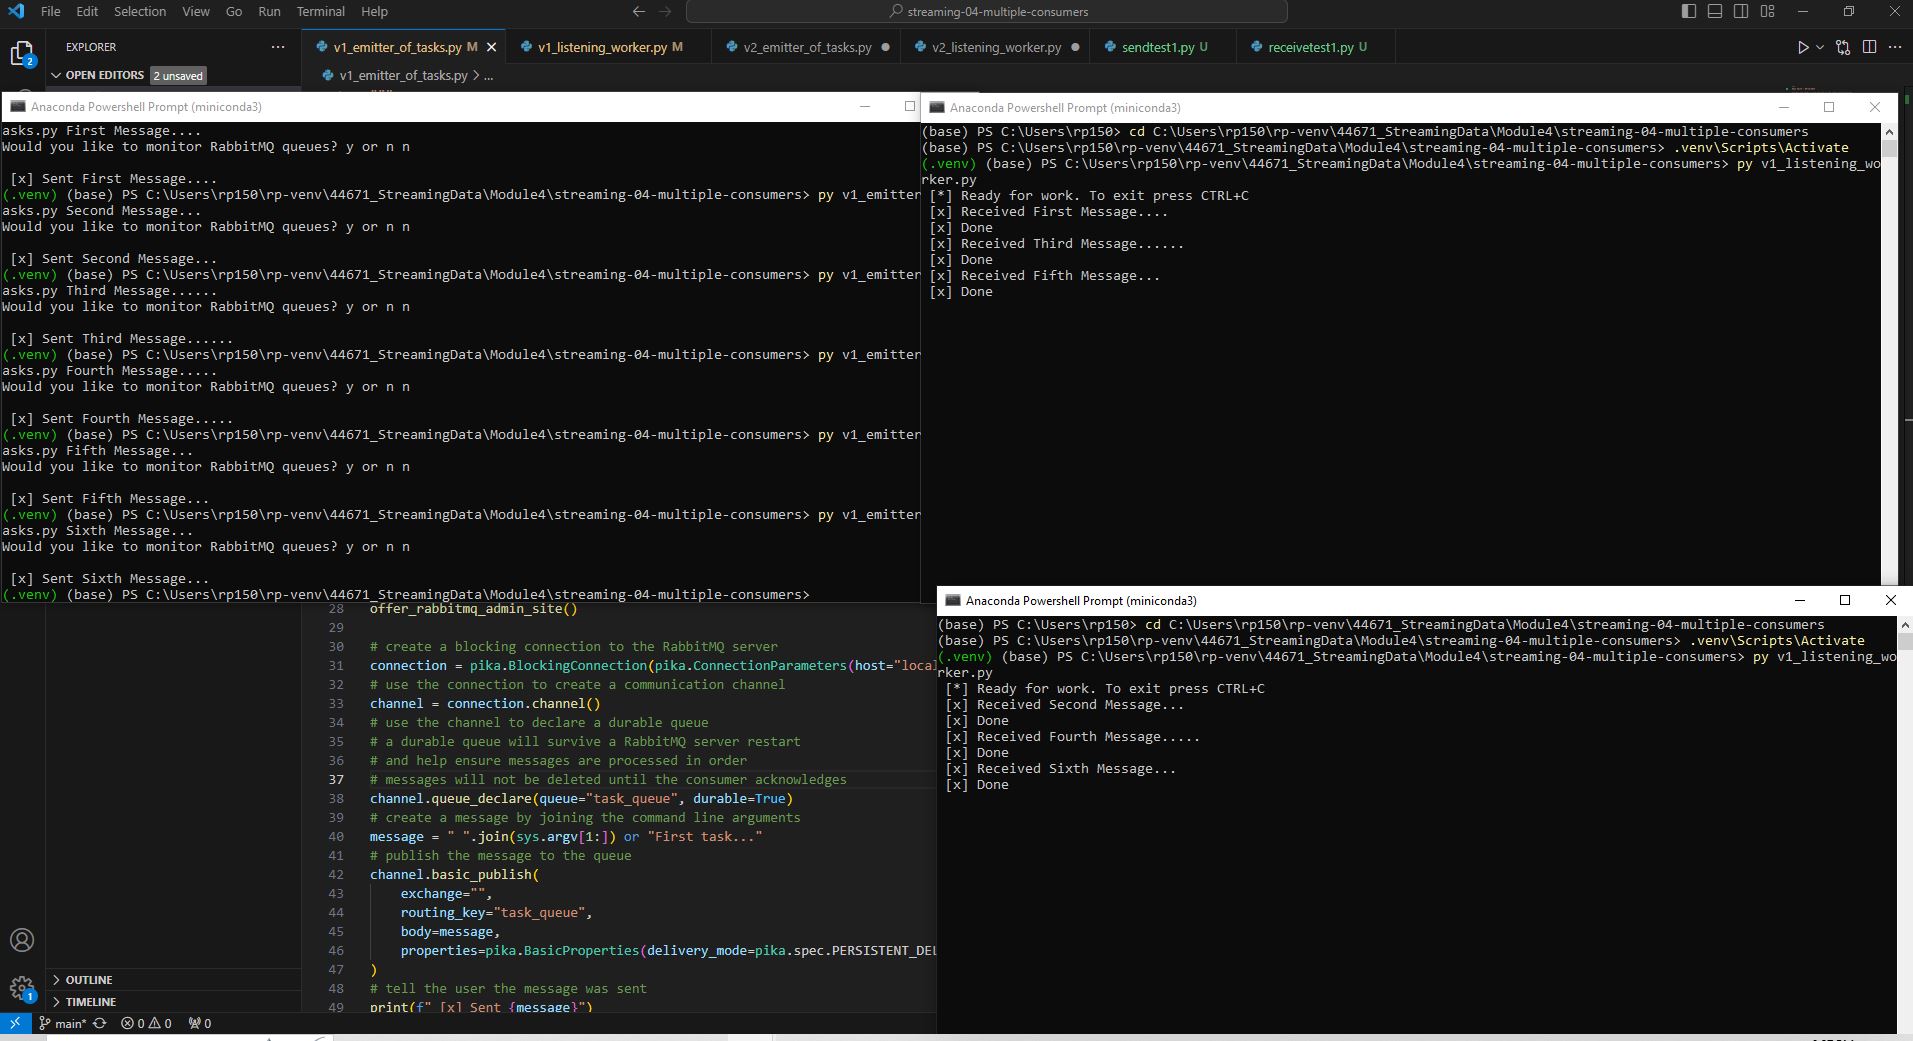 File Edit Selection View Go Run Terminal Help
streaming-04-multiple-consumers
EXPLORER
v1_emitter_of_tasks.py M
v1_listening_worker.py M
v2_emitter_of_tasks.py
v2_listening_worker.py
sendtest1.py U
receivetest1.py U
2
OPEN EDITORS 2 unsaved
v1_emitter_of_tasks.py > ...
Anaconda Powershell Prompt (miniconda3)
asks.py First Message....
Would you like to monitor RabbitMQ queues? y or n n
[x] Sent First Message....
(.venv) (base) PS C:\Users\rp150\rp-venv\44671_StreamingData\Module4\streaming-04-multiple-consumers> py v1_emitter
asks.py Second Message...
Would you like to monitor RabbitMQ queues? y or n n
[x] Sent Second Message...
(.venv) (base) PS C:\Users\rp150\rp-venv\44671_StreamingData\Module4\streaming-04-multiple-consumers> py v1_emitter
asks.py Third Message......
Would you like to monitor RabbitMQ queues? y or n n
[x] Sent Third Message......
(.venv) (base) PS C:\Users\rp150\rp-venv\44671_StreamingData\Module4\streaming-04-multiple-consumers> py v1_emitter
asks.py Fourth Message.....
Would you like to monitor RabbitMQ queues? y or n n
[x] Sent Fourth Message.....
(.venv) (base) PS C:\Users\rp150\rp-venv\44671_StreamingData\Module4\streaming-04-multiple-consumers> py v1_emitter
asks.py Fifth Message...
Would you like to monitor RabbitMQ queues? y or n n
[x] Sent Fifth Message...
(.venv) (base) PS C:\Users\rp150\rp-venv\44671_StreamingData\Module4\streaming-04-multiple-consumers> py v1_emitter
asks.py Sixth Message...
Would you like to monitor RabbitMQ queues? y or n n
[x] Sent Sixth Message...
(.venv) (base) PS C:\Users\rp150\rp-venv\44671_StreamingData\Module4\streaming-04-multiple-consumers>
Anaconda Powershell Prompt (miniconda3)
(base) PS C:\Users\rp150> cd C:\Users\rp150\rp-venv\44671_StreamingData\Module4\streaming-04-multiple-consumers
(base) PS C:\Users\rp150\rp-venv\44671_StreamingData\Module4\streaming-04-multiple-consumers> .venv\Scripts\Activate
(.venv) (base) PS C:\Users\rp150\rp-venv\44671_StreamingData\Module4\streaming-04-multiple-consumers> py v1_listening_wo
rker.py
[*] Ready for work. To exit press CTRL+C
[x] Received First Message....
[x] Done
[x] Received Third Message......
[x] Done
[x] Received Fifth Message...
[x] Done
Anaconda Powershell Prompt (miniconda3)
(base) PS C:\Users\rp150> cd C:\Users\rp150\rp-venv\44671_StreamingData\Module4\streaming-04-multiple-consumers
(base) PS C:\Users\rp150\rp-venv\44671_StreamingData\Module4\streaming-04-multiple-consumers> .venv\Scripts\Activate
(.venv) (base) PS C:\Users\rp150\rp-venv\44671_StreamingData\Module4\streaming-04-multiple-consumers> py v1_listening_wo
rker.py
[*] Ready for work. To exit press CTRL+C
[x] Received Second Message...
[x] Done
[x] Received Fourth Message.....
[x] Done
[x] Received Sixth Message...
[x] Done
28 offer_rabbitmq_admin_site()
29
30 # create a blocking connection to the RabbitMQ server
31 connection = pika.BlockingConnection(pika.ConnectionParameters(host="local
32 # use the connection to create a communication channel
33 channel = connection.channel()
34 # use the channel to declare a durable queue
35 # a durable queue will survive a RabbitMQ server restart
36 # and help ensure messages are processed in order
37 # messages will not be deleted until the consumer acknowledges
38 channel.queue_declare(queue="task_queue", durable=True)
39 # create a message by joining the command line arguments
40 message = " ".join(sys.argv[1:]) or "First task..."
41 # publish the message to the queue
42 channel.basic_publish(
43 exchange="",
44 routing_key="task_queue",
45 body=message,
46 properties=pika.BasicProperties(delivery_mode=pika.spec.PERSISTENT_DEL
47 )
48 # tell the user the message was sent
49 print(f" [x] Sent {message}")
OUTLINE
1
TIMELINE
main* 0 0 0